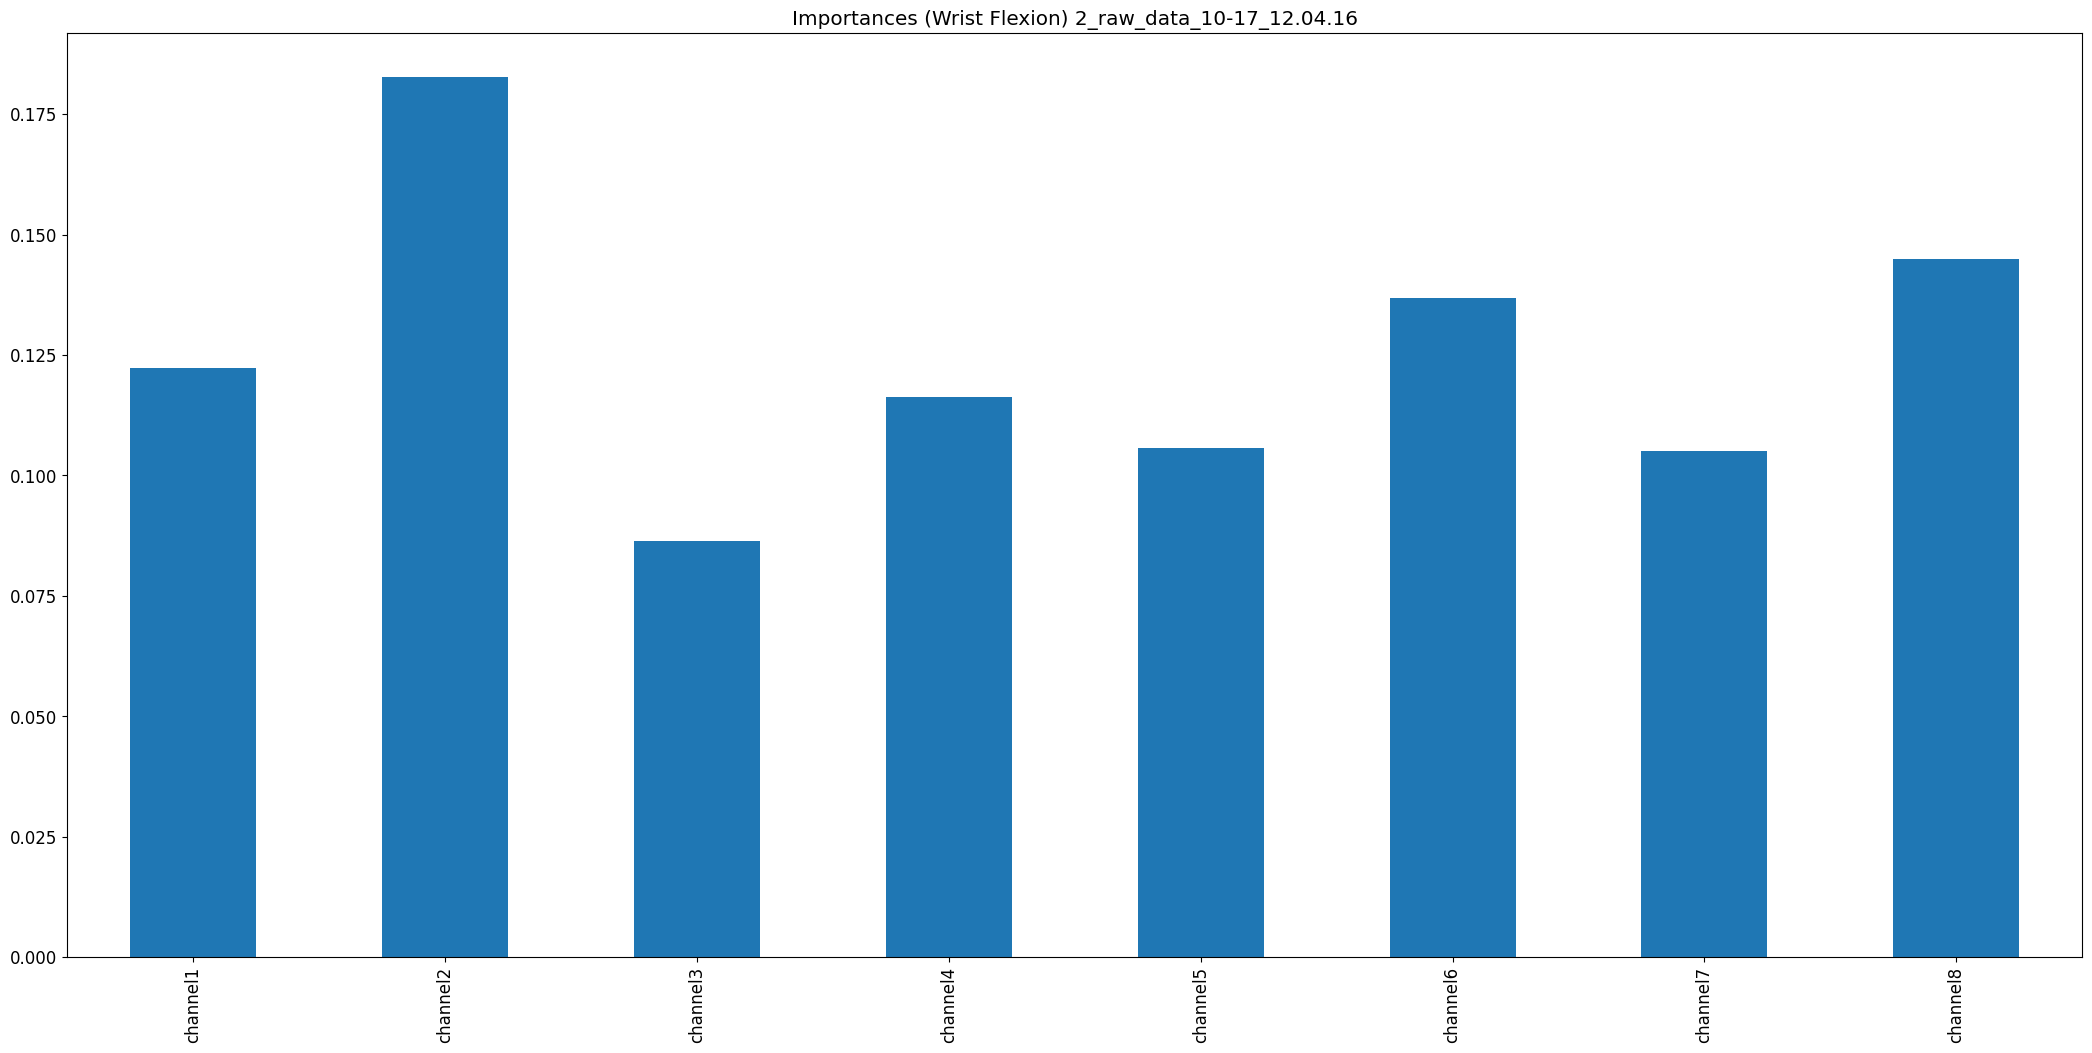 Importances (Wrist Flexion) 2_raw_data_10-17_12.04.16
0.175
0.150
0.125
0.100
0.075
0.050
0.025
0.000
channel1
channel2
channel3
channel4
channel5
channel6
channel7
channel8